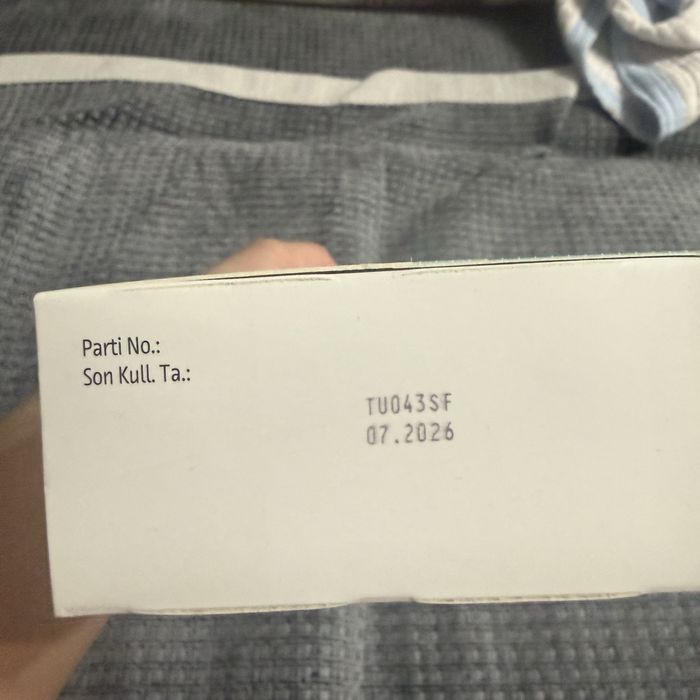 Parti No.:
Son Kull. Ta.:
TU043SF
07.2026